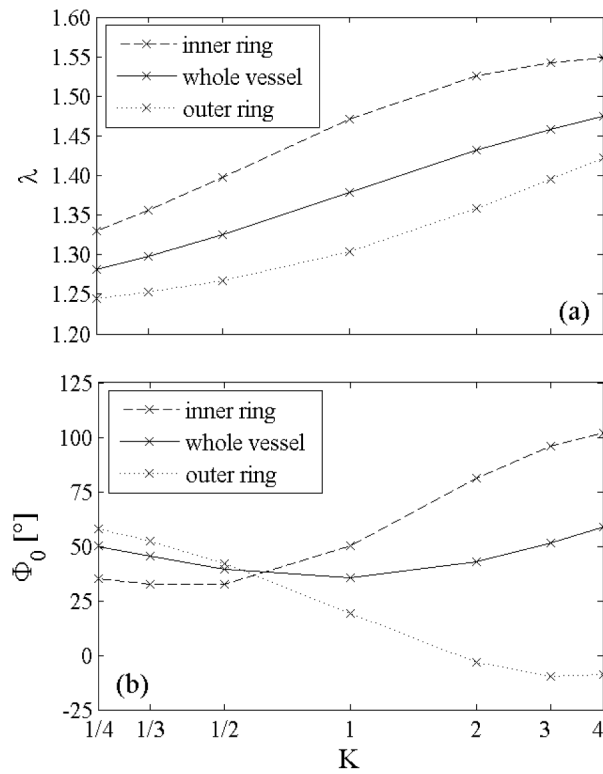 1.60
1.55
1.50
1.45
1.40
1.35
1.30
1.25
1.20
λ
inner ring
whole vessel
outer ring
(a)
125
100
75
50
25
0
-25
Φ0 [°]
inner ring
whole vessel
outer ring
(b)
1/4 1/3 1/2 1 2 3 4
K